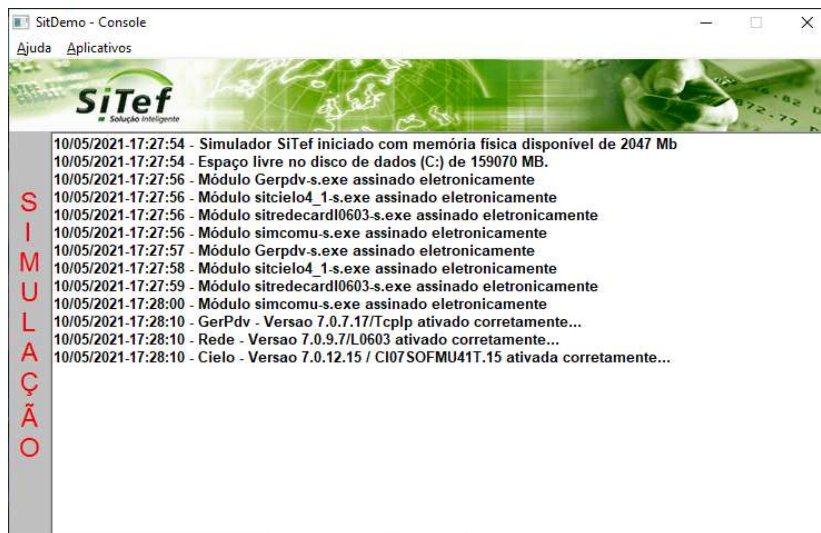 SitDemo - Console
Ajuda Aplicativos
SiTef
Solução Inteligente
10/05/2021-17:27:54 - Simulador SiTef iniciado com memória física disponível de 2047 Mb
10/05/2021-17:27:54 - Espaço livre no disco de dados (C:) de 159070 MB.
10/05/2021-17:27:56 - Módulo Gerpdv-s.exe assinado eletronicamente
10/05/2021-17:27:56 - Módulo sitcielo4_1-s.exe assinado eletronicamente
10/05/2021-17:27:56 - Módulo sitredecardl0603-s.exe assinado eletronicamente
10/05/2021-17:27:56 - Módulo simcomu-s.exe assinado eletronicamente
10/05/2021-17:27:57 - Módulo Gerpdv-s.exe assinado eletronicamente
10/05/2021-17:27:58 - Módulo sitcielo4_1-s.exe assinado eletronicamente
10/05/2021-17:27:59 - Módulo sitredecardl0603-s.exe assinado eletronicamente
10/05/2021-17:28:00 - Módulo simcomu-s.exe assinado eletronicamente
10/05/2021-17:28:10 - GerPdv - Versao 7.0.7.17/TcpIp ativado corretamente...
10/05/2021-17:28:10 - Rede - Versao 7.0.9.7/L0603 ativado corretamente...
10/05/2021-17:28:10 - Cielo - Versao 7.0.12.15 / CI07SOFMU41T.15 ativada corretamente...
SIMULAÇÃO